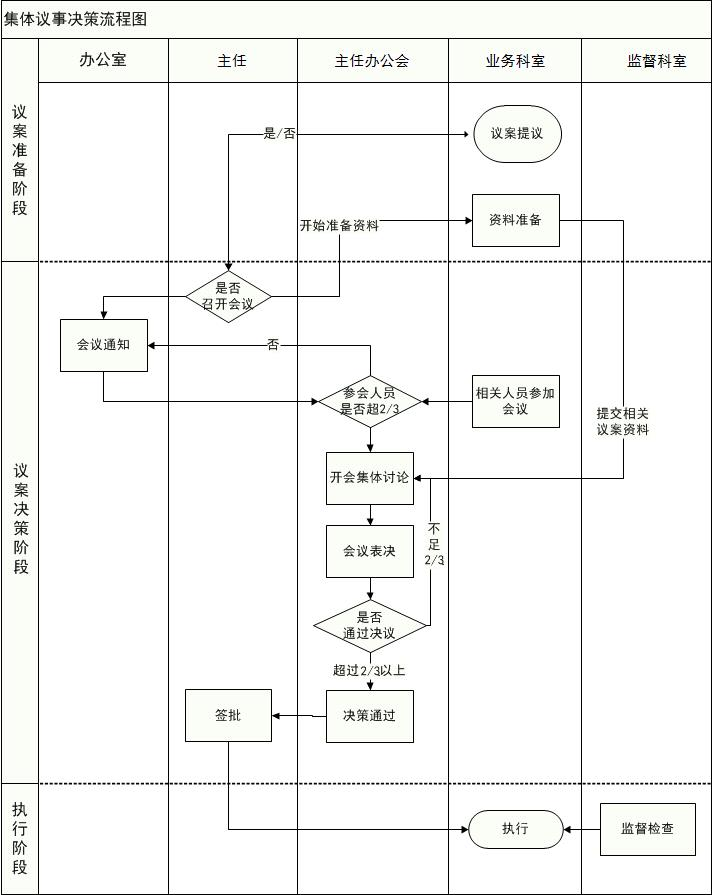 集体议事决策流程图
办公室
主任
主任办公会
业务科室
监督科室
议案准备阶段
是/否
议案提议
开始准备资料
资料准备
议案决策阶段
是否
召开会议
会议通知
否
参会人员
是否超2/3
相关人员参加
会议
提交相关
议案资料
开会集体讨论
不足
2/3
会议表决
是否
通过决议
超过2/3以上
签批
决策通过
执行阶段
执行
监督检查